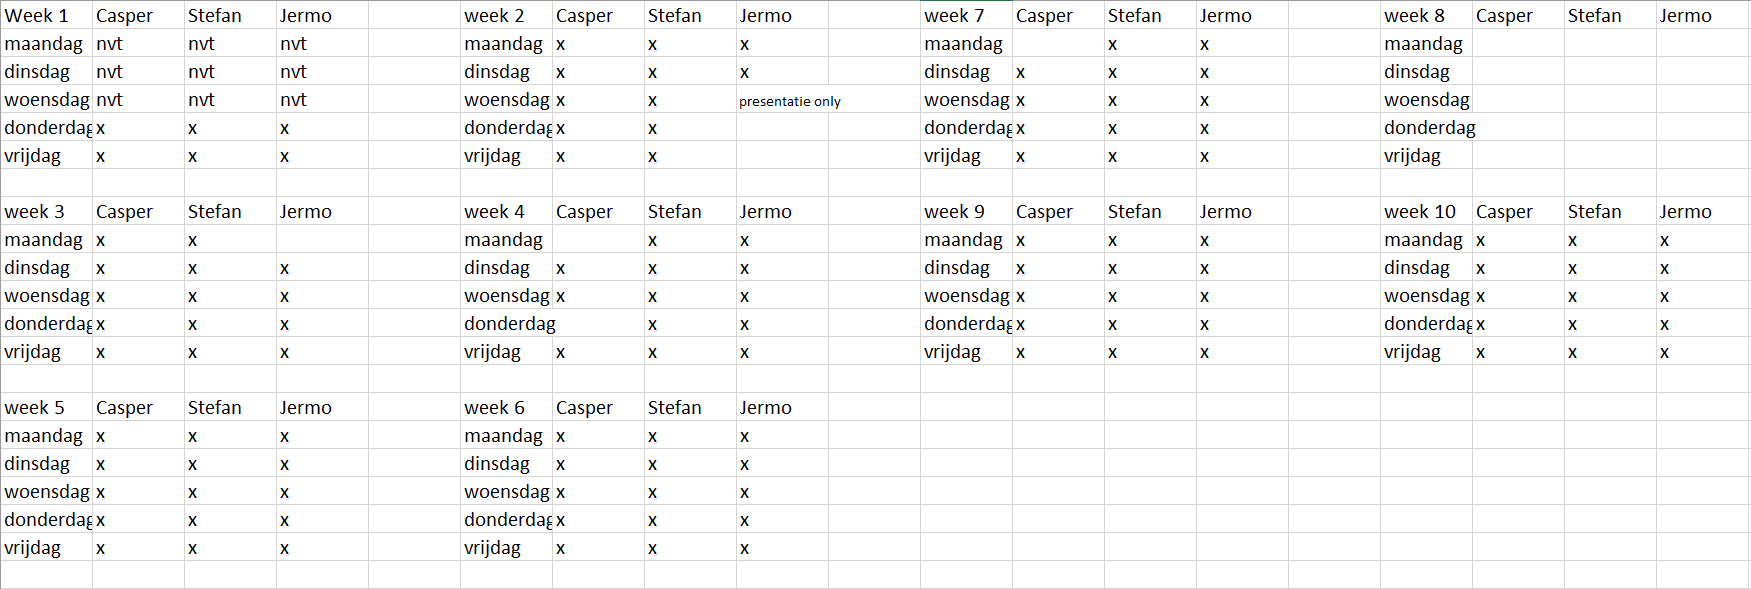 Week 1 Casper Stefan Jermo week 2 Casper Stefan Jermo week 7 Casper Stefan Jermo week 8 Casper Stefan Jermo
maandag nvt nvt nvt maandag x x x maandag x x maandag
dinsdag nvt nvt nvt dinsdag x x x dinsdag x x x dinsdag
woensdag nvt nvt nvt woensdag x x presentatie only woensdag x x x woensdag
donderdag x x x donderdag x x donderdag x x x donderdag
vrijdag x x x vrijdag x x vrijdag x x x vrijdag
week 3 Casper Stefan Jermo week 4 Casper Stefan Jermo week 9 Casper Stefan Jermo week 10 Casper Stefan Jermo
maandag x x maandag x x maandag x x x maandag x x x
dinsdag x x x dinsdag x x x dinsdag x x x dinsdag x x x
woensdag x x x woensdag x x x woensdag x x x woensdag x x x
donderdag x x x donderdag x x donderdag x x x donderdag x x x
vrijdag x x x vrijdag x x x vrijdag x x x vrijdag x x x
week 5 Casper Stefan Jermo week 6 Casper Stefan Jermo
maandag x x x maandag x x x
dinsdag x x x dinsdag x x x
woensdag x x x woensdag x x x
donderdag x x x donderdag x x x
vrijdag x x x vrijdag x x x